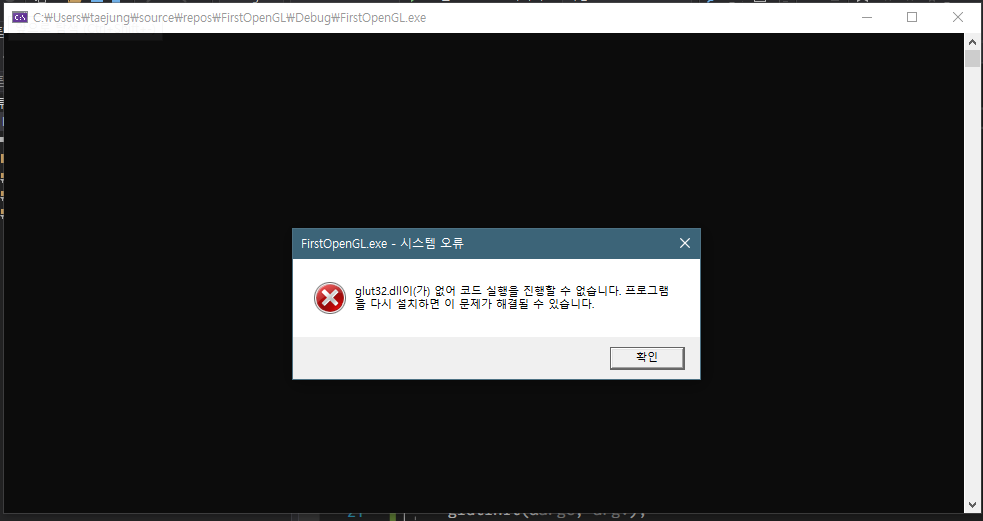 C:₩Users₩taejung₩source₩repos₩FirstOpenGL₩Debug₩FirstOpenGL.exe
FirstOpenGL.exe - 시스템 오류
glut32.dll이(가) 없어 코드 실행을 진행할 수 없습니다. 프로그램
을 다시 설치하면 이 문제가 해결될 수 있습니다.
확인